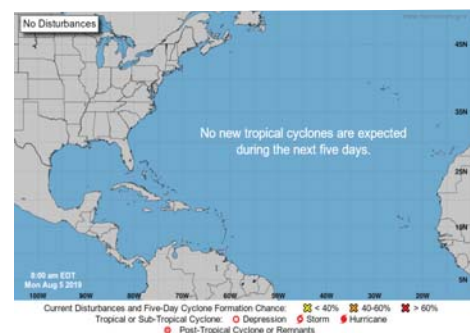 No Disturbances
45N
35N
No new tropical cyclones are expected
during the next five days.
25N
15N
8:00 am EDT
Mon Aug 5 2019
5N
100W 90W 80W 70W 60W 50W 40W 30W 20W 10W
Current Disturbances and Five-Day Cyclone Formation Chance: < 40% 40-60% > 60%
Tropical or Sub-Tropical Cyclone: Depression Storm Hurricane
Post-Tropical Cyclone or Remnants